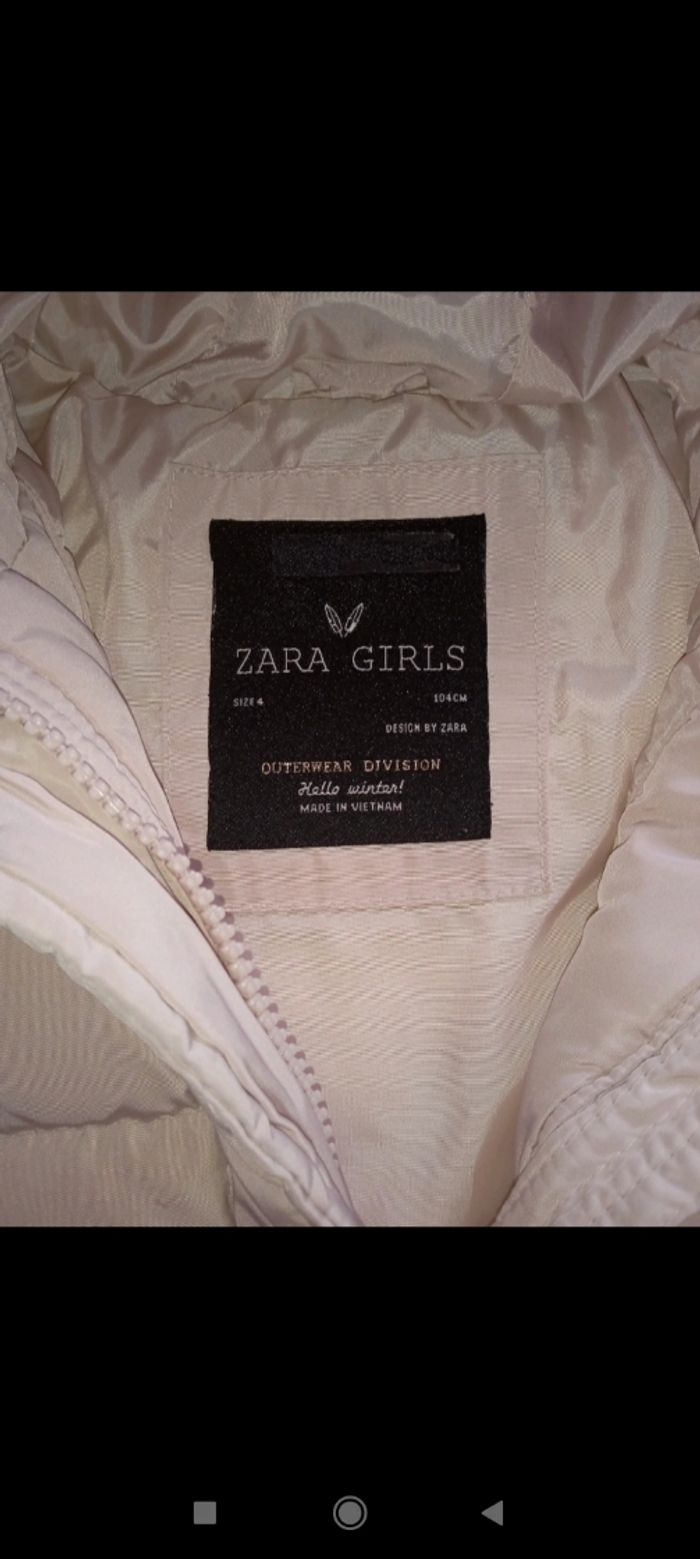 ZARA GIRLS
SIZE 4 104CM
DESIGN BY ZARA
OUTERWEAR DIVISION
Hello winter!
MADE IN VIETNAM